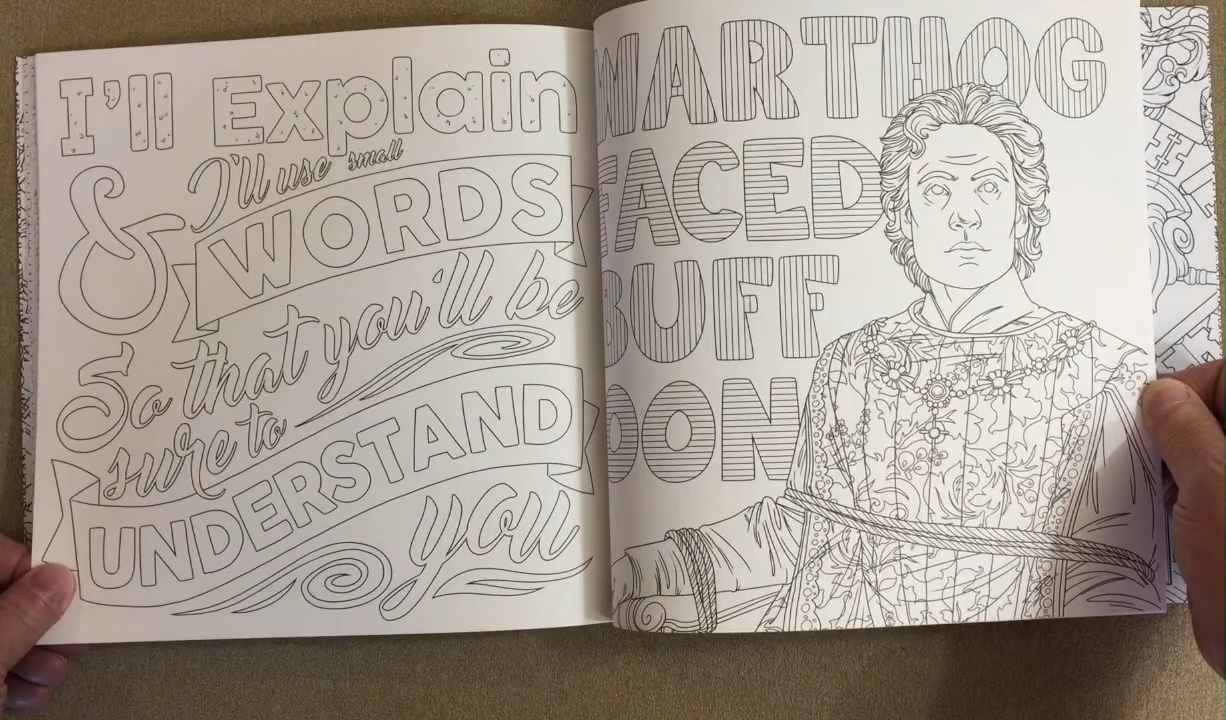 I'll Explain
& I'll use small
WORDS
So that you'll be
sure to
UNDERSTAND
you
WARTHOG
FACED
BUFF
OON